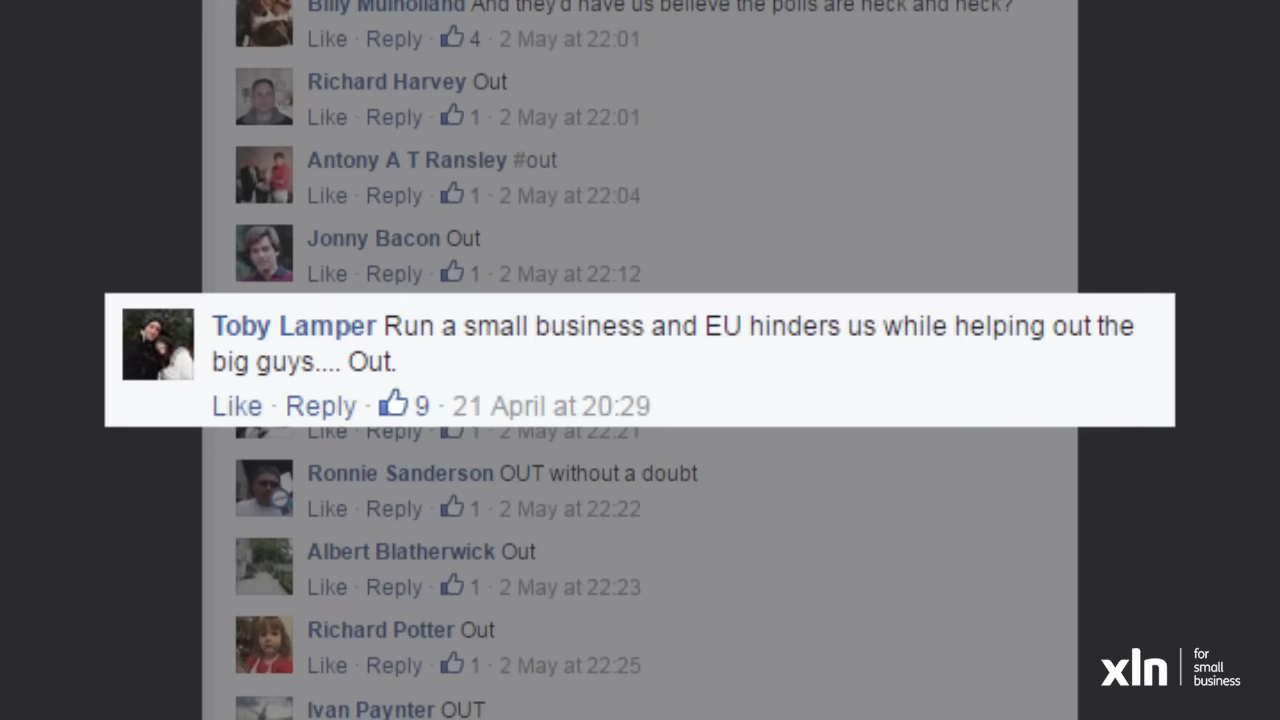 Billy Mulholland And they'd have us believe the polls are neck and neck?
Like · Reply · 4 · 2 May at 22:01
Richard Harvey Out
Like · Reply · 1 · 2 May at 22:01
Antony A T Ransley #out
Like · Reply · 1 · 2 May at 22:04
Jonny Bacon Out
Like · Reply · 1 · 2 May at 22:12
Toby Lamper Run a small business and EU hinders us while helping out the
big guys.... Out.
Like · Reply · 9 · 21 April at 20:29
Like · Reply · 1 · 2 May at 22:21
Ronnie Sanderson OUT without a doubt
Like · Reply · 1 · 2 May at 22:22
Albert Blatherwick Out
Like · Reply · 1 · 2 May at 22:23
Richard Potter Out
Like · Reply · 1 · 2 May at 22:25
Ivan Paynter OUT
xln
for
small
business